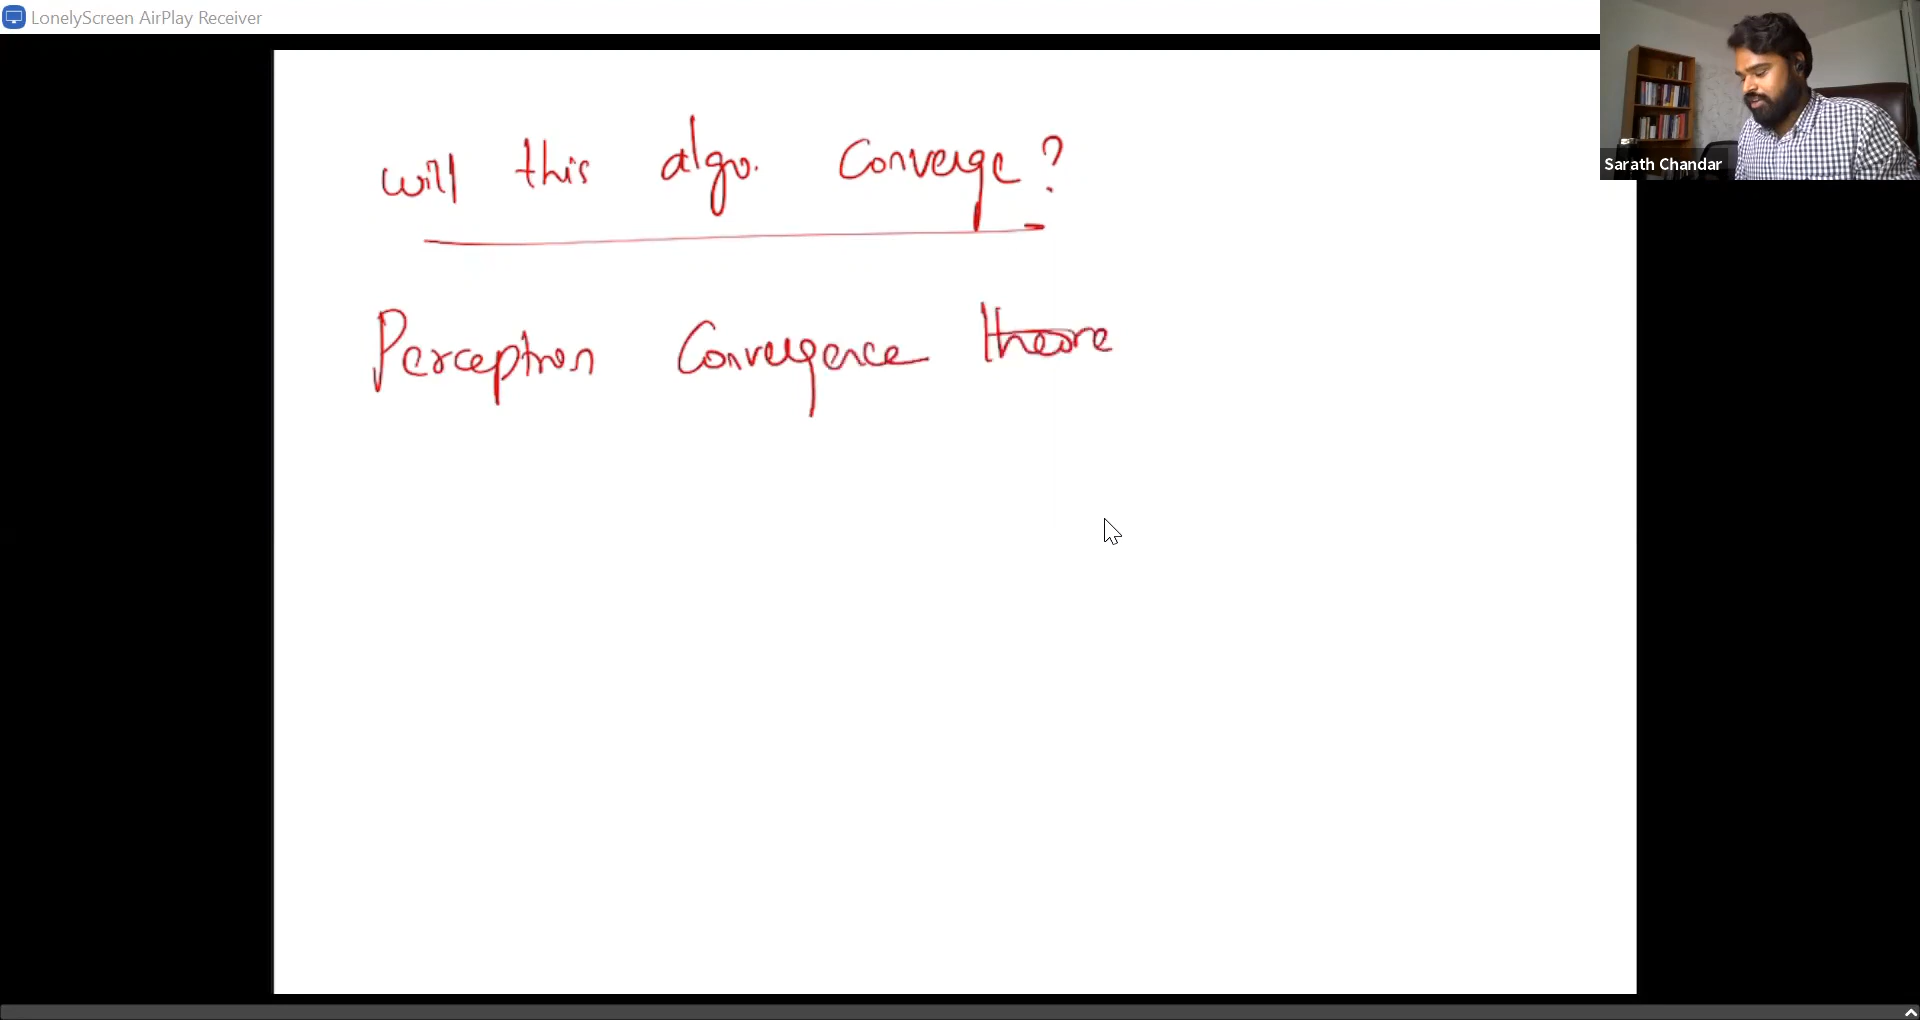 LonelyScreen AirPlay Receiver
will this algo. Converge?
Perceptron Convergence theore
Sarath Chandar